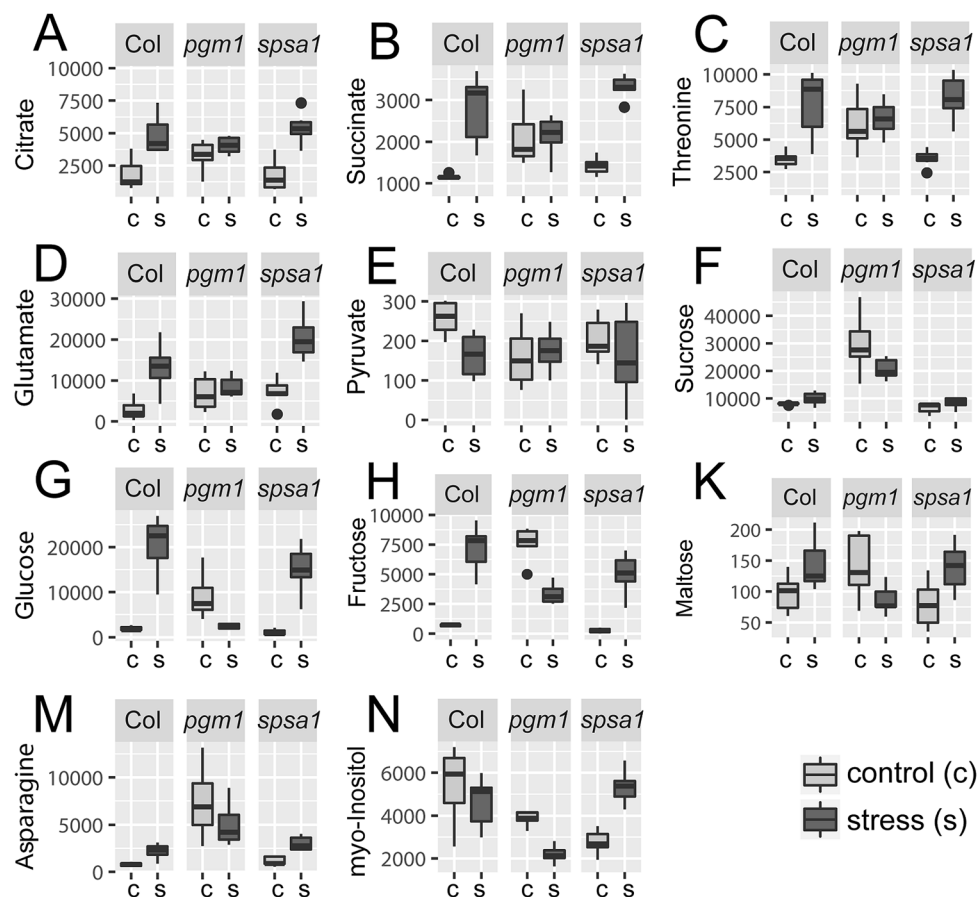 A
Col pgm1 spsa1
Citrate
10000
7500
5000
2500
c s c s c s
B
Col pgm1 spsa1
Succinate
3000
2000
1000
c s c s c s
C
Col pgm1 spsa1
Threonine
10000
7500
5000
2500
c s c s c s
D
Col pgm1 spsa1
Glutamate
30000
20000
10000
0
c s c s c s
E
Col pgm1 spsa1
Pyruvate
300
200
100
0
c s c s c s
F
Col pgm1 spsa1
Sucrose
40000
30000
20000
10000
c s c s c s
G
Col pgm1 spsa1
Glucose
20000
10000
0
c s c s c s
H
Col pgm1 spsa1
Fructose
10000
7500
5000
2500
0
c s c s c s
K
Col pgm1 spsa1
Maltose
200
150
100
50
c s c s c s
M
Col pgm1 spsa1
Asparagine
10000
5000
0
c s c s c s
N
Col pgm1 spsa1
myo-Inositol
6000
4000
2000
c s c s c s
control (c)
stress (s)